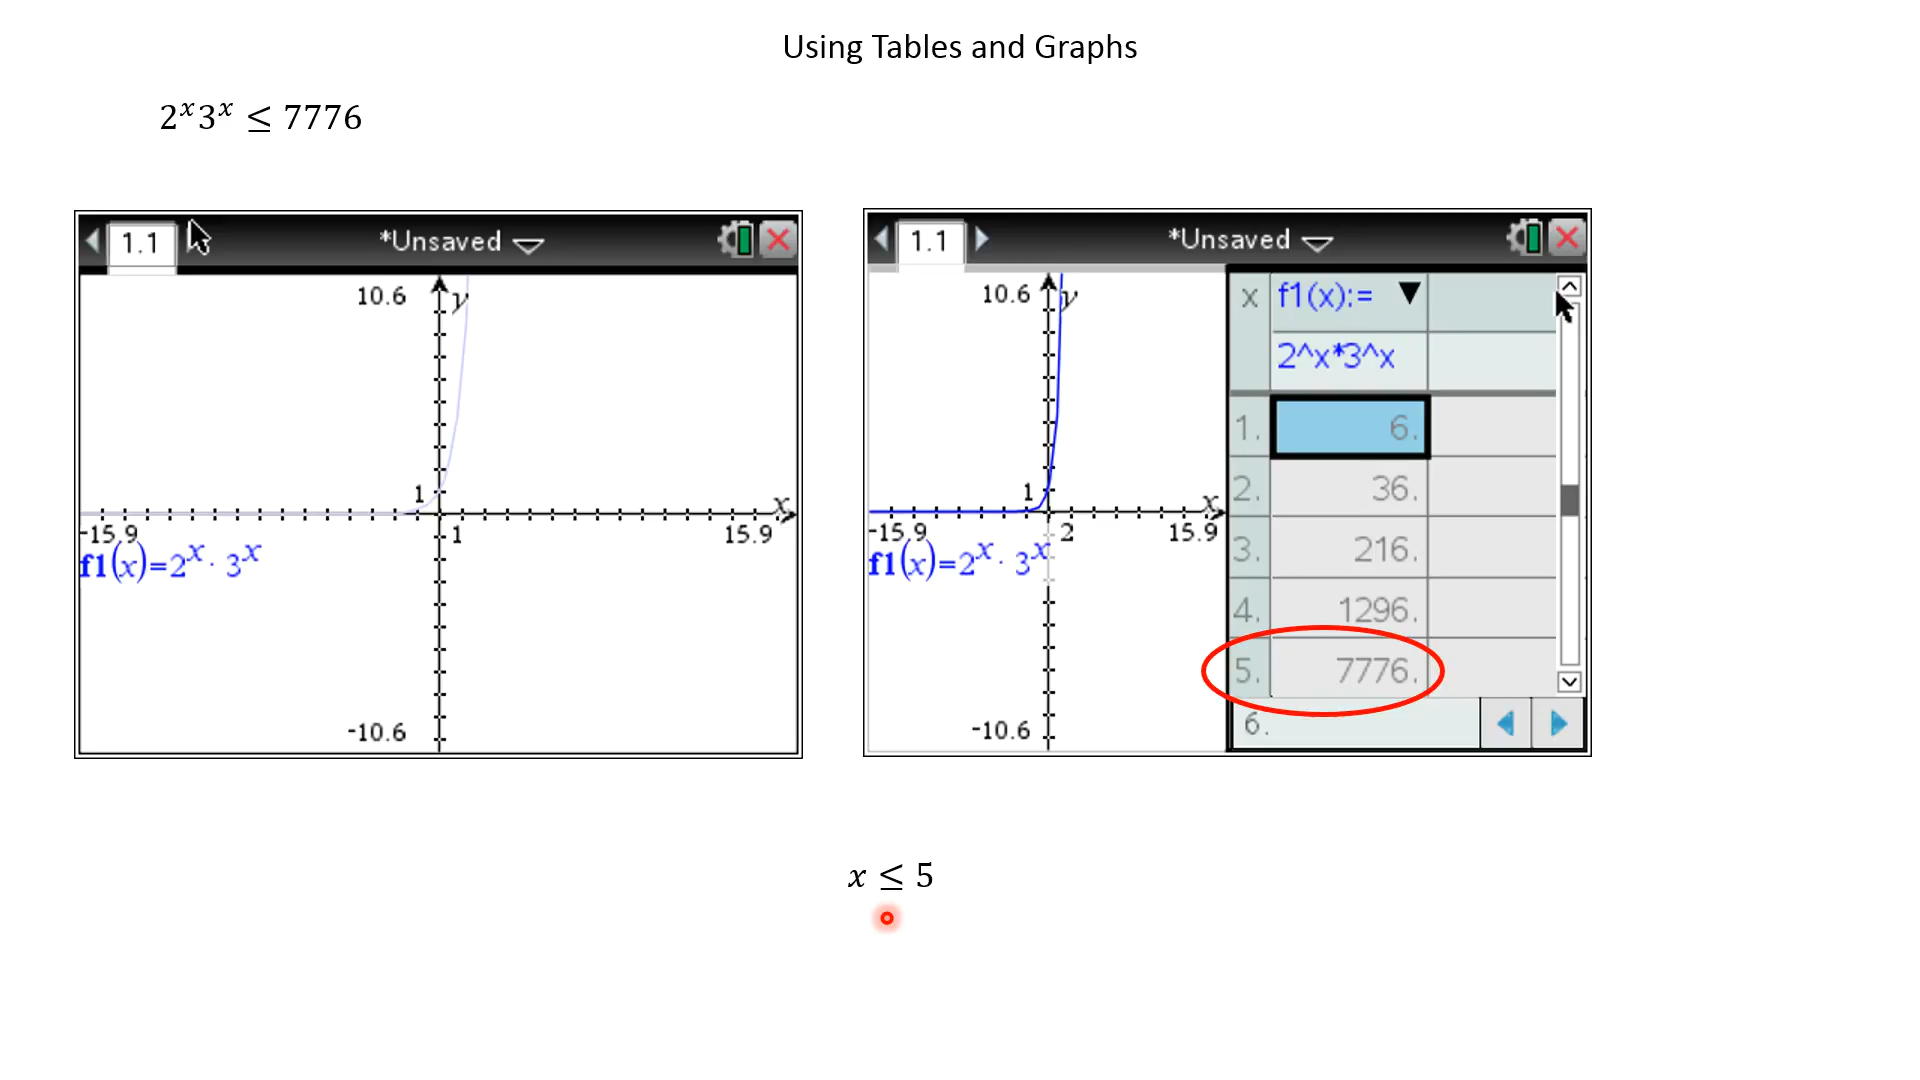 Using Tables and Graphs
2^x3^x ≤ 7776
1.1
*Unsaved
10.6
y
1
x
-15.9
1
15.9
f1(x)=2^x· 3^x
-10.6
1.1
*Unsaved
10.6
y
1
x
-15.9
2
15.9
f1(x)=2^x· 3^x
-10.6
x f1(x):= ▼
2^x*3^x
1. 6.
2. 36.
3. 216.
4. 1296.
5. 7776.
6.
x ≤ 5